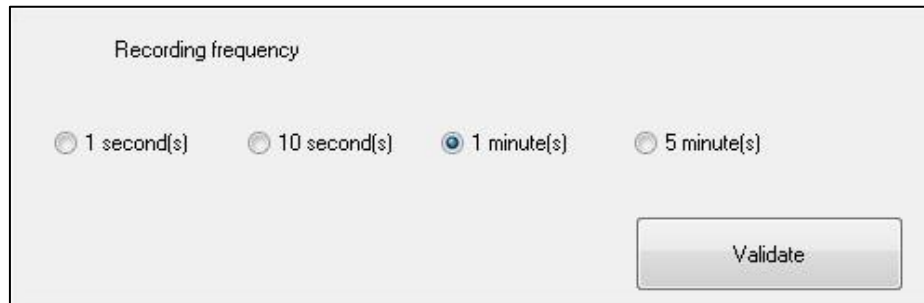 Recording frequency
1 second(s) 10 second(s) 1 minute(s) 5 minute(s)
Validate